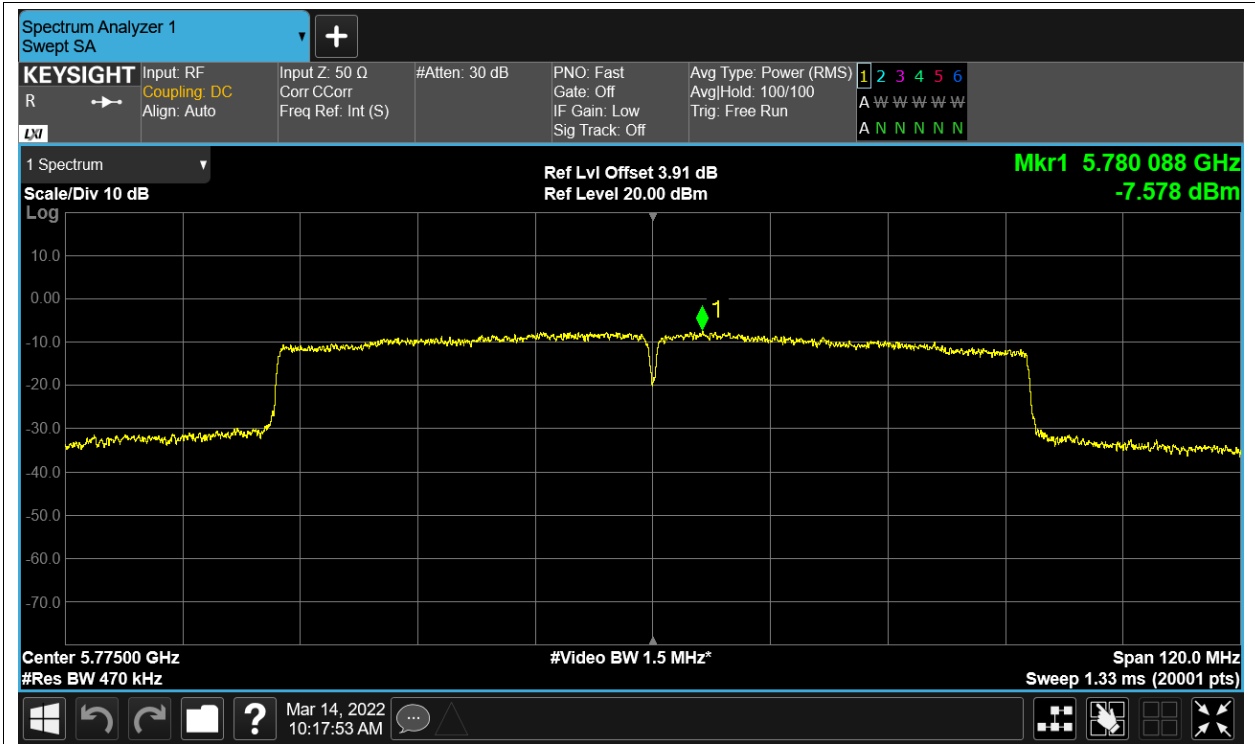 Spectrum Analyzer 1
Swept SA
KEYSIGHT
R
LXI
Input: RF
Coupling: DC
Align: Auto
Input Z: 50 Ω
Corr CCorr
Freq Ref: Int (S)
#Atten: 30 dB
PNO: Fast
Gate: Off
IF Gain: Low
Sig Track: Off
Avg Type: Power (RMS)
Avg|Hold: 100/100
Trig: Free Run
1 2 3 4 5 6
A W W W W W
A N N N N N
1 Spectrum
Scale/Div 10 dB
Log
Ref Lvl Offset 3.91 dB
Ref Level 20.00 dBm
Mkr1 5.780 088 GHz
-7.578 dBm
10.0
0.00
-10.0
-20.0
-30.0
-40.0
-50.0
-60.0
-70.0
1
Center 5.77500 GHz
#Res BW 470 kHz
#Video BW 1.5 MHz*
Span 120.0 MHz
Sweep 1.33 ms (20001 pts)
?
Mar 14, 2022
10:17:53 AM